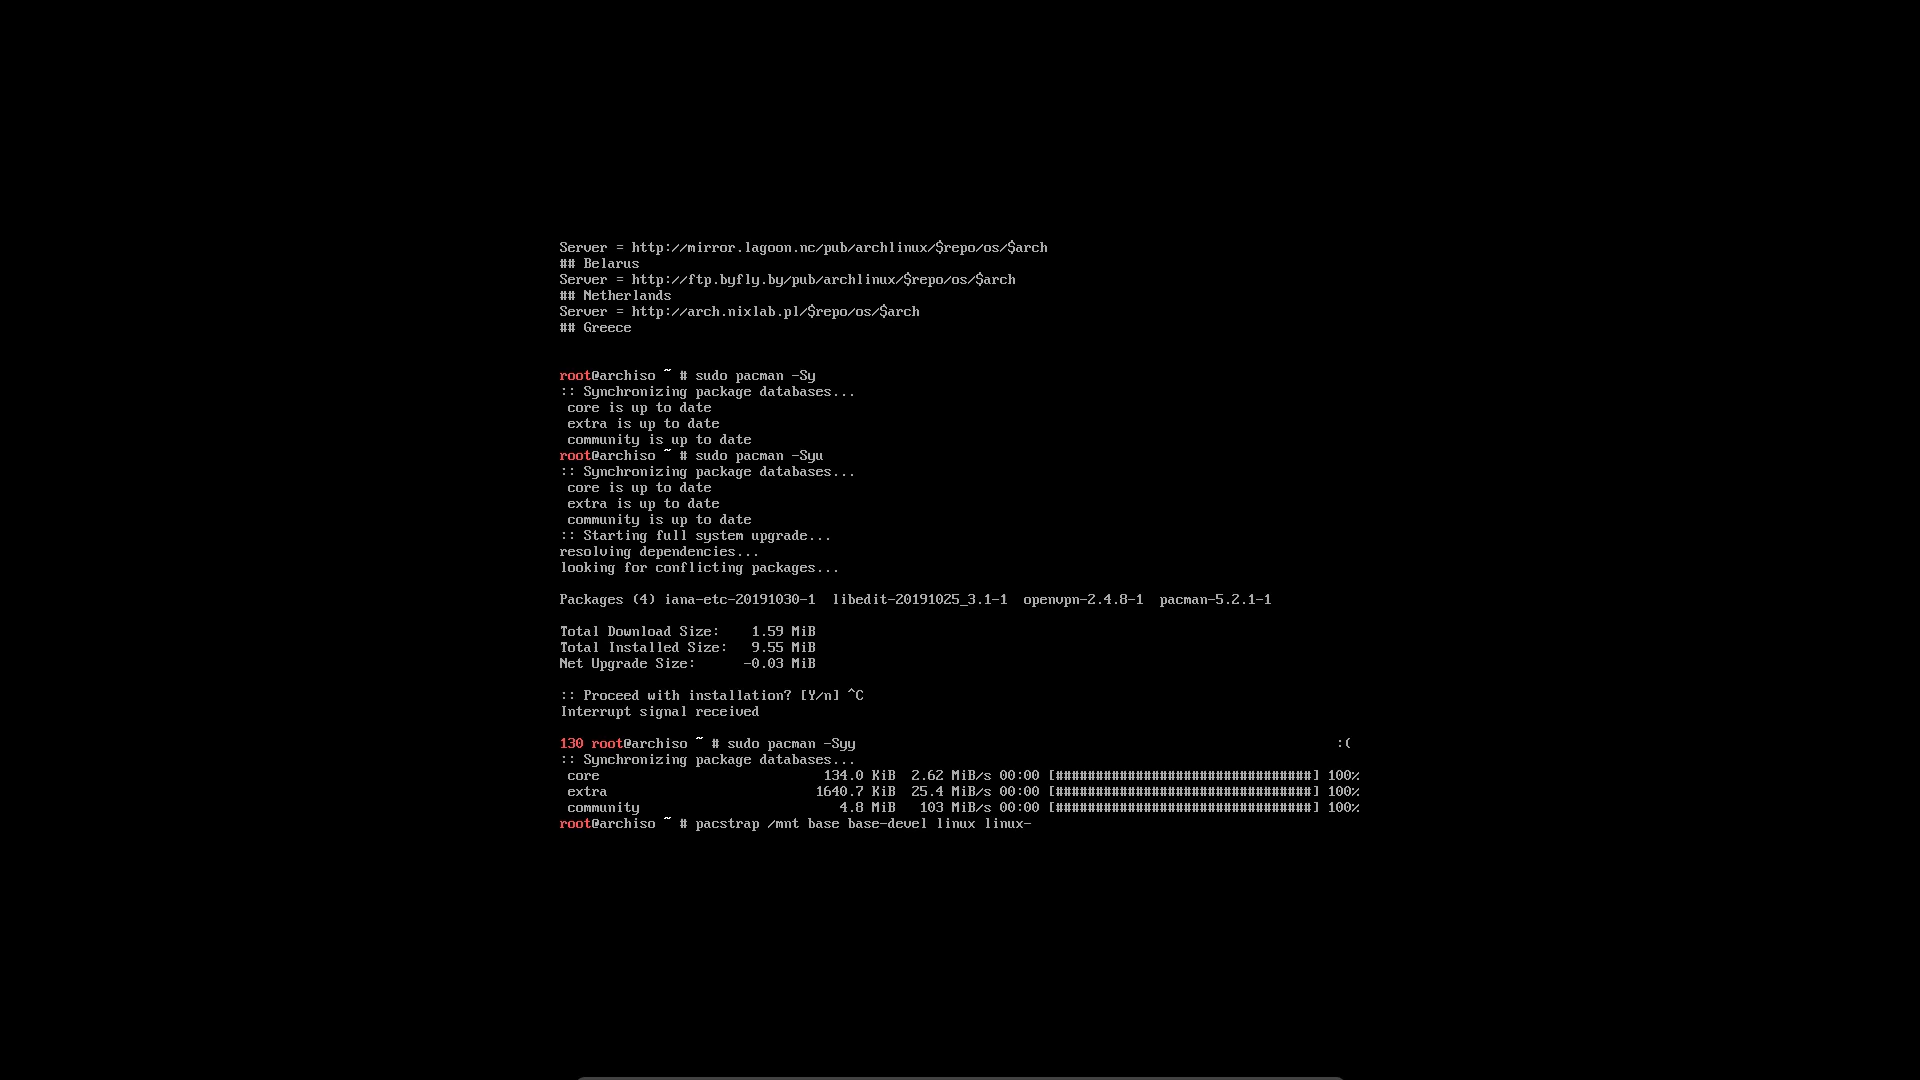 Server = http://mirror.lagoon.nc/pub/archlinux/$repo/os/$arch
## Belarus
Server = http://ftp.byfly.by/pub/archlinux/$repo/os/$arch
## Netherlands
Server = http://arch.nixlab.pl/$repo/os/$arch
## Greece
root@archiso ~ # sudo pacman -Sy
:: Synchronizing package databases...
core is up to date
extra is up to date
community is up to date
root@archiso ~ # sudo pacman -Syu
:: Synchronizing package databases...
core is up to date
extra is up to date
community is up to date
:: Starting full system upgrade...
resolving dependencies...
looking for conflicting packages...
Packages (4) iana-etc-20191030-1  libedit-20191025_3.1-1  openvpn-2.4.8-1  pacman-5.2.1-1
Total Download Size:    1.59 MiB
Total Installed Size:   9.55 MiB
Net Upgrade Size:      -0.03 MiB
:: Proceed with installation? [Y/n] ^C
Interrupt signal received
130 root@archiso ~ # sudo pacman -Syy :(
:: Synchronizing package databases...
core 134.0 KiB  2.62 MiB/s 00:00 [################################] 100%
extra 1640.7 KiB  25.4 MiB/s 00:00 [################################] 100%
community 4.8 MiB   103 MiB/s 00:00 [################################] 100%
root@archiso ~ # pacstrap /mnt base base-devel linux linux-